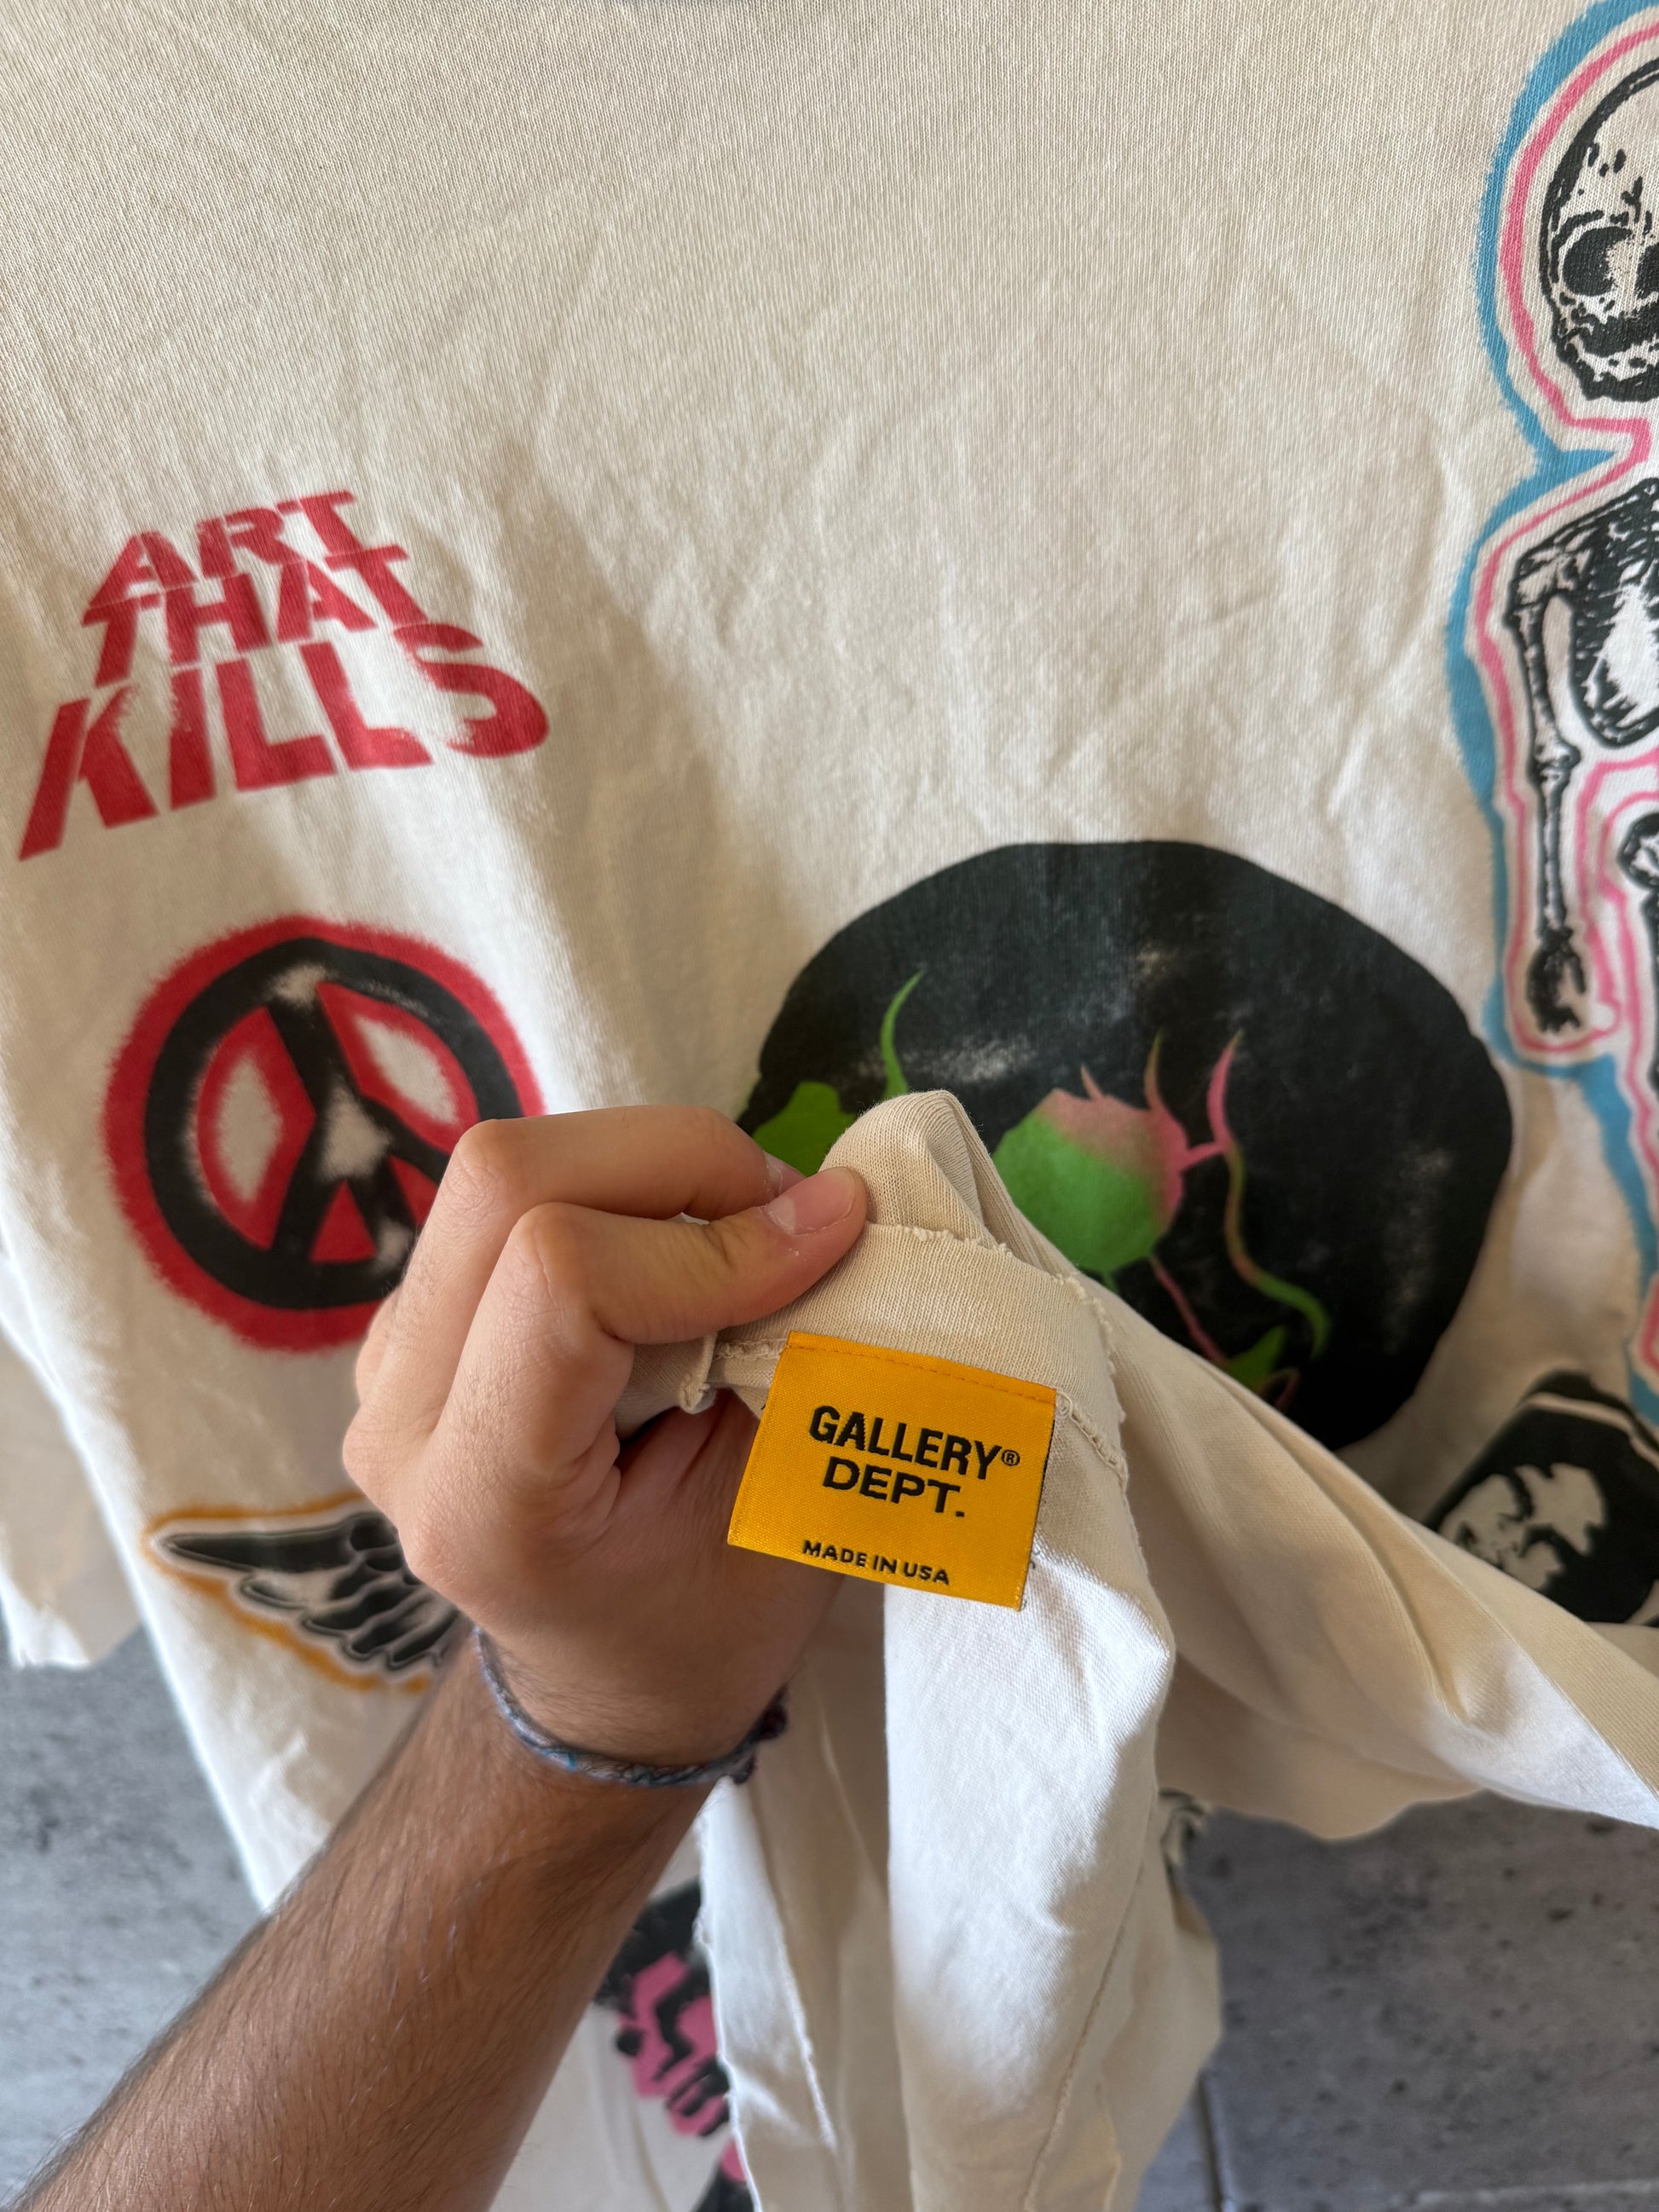 ART
THAT
KILLS
GALLERY®
DEPT.
MADE IN USA